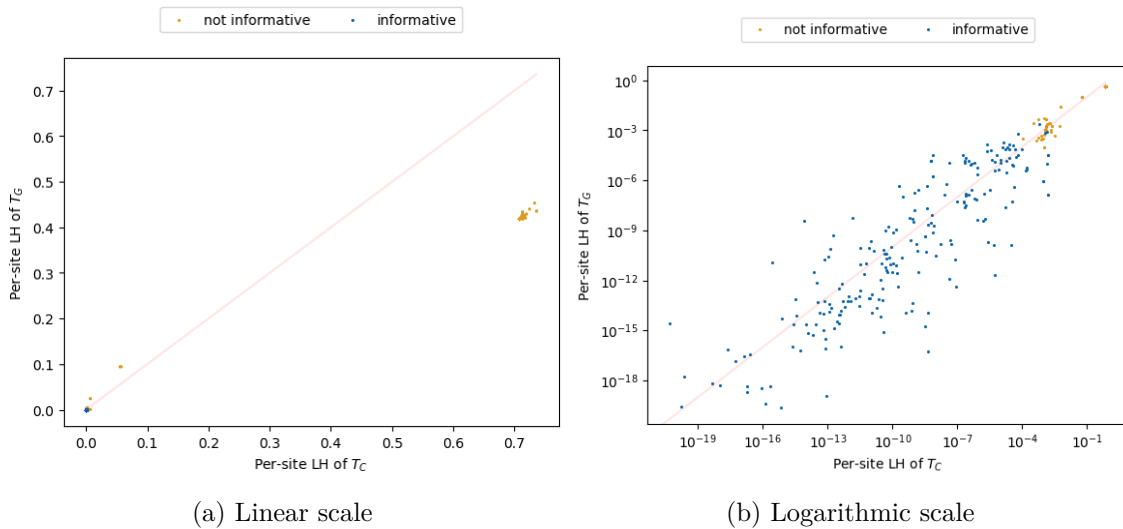 not informative informative
0.7
0.6
0.5
0.4
0.3
0.2
0.1
0.0
Per-site LH of T_G
0.0 0.1 0.2 0.3 0.4 0.5 0.6 0.7
Per-site LH of T_C
(a) Linear scale
not informative informative
10^0
10^-3
10^-6
10^-9
10^-12
10^-15
10^-18
Per-site LH of T_G
10^-19 10^-16 10^-13 10^-10 10^-7 10^-4 10^-1
Per-site LH of T_C
(b) Logarithmic scale